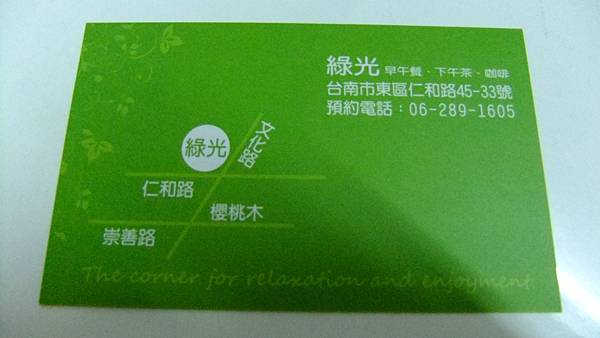 綠光 早午餐、下午茶、咖啡
台南市東區仁和路45-33號
預約電話：06-289-1605
文化路
綠光
仁和路
櫻桃木
崇善路
The corner for relaxation and enjoyment